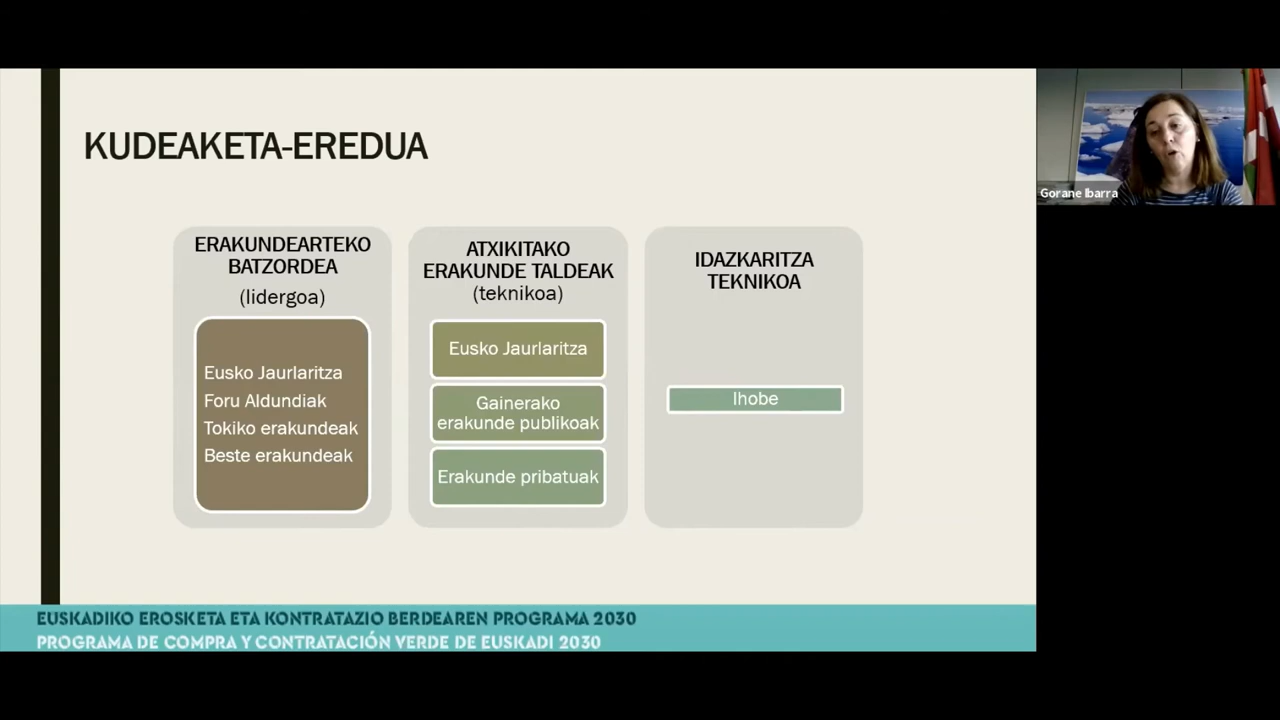 KUDEAKETA-EREDUA
ERAKUNDEARTEKO
BATZORDEA
(lidergoa)
Eusko Jaurlaritza
Foru Aldundiak
Tokiko erakundeak
Beste erakundeak
ATXIKITAKO
ERAKUNDE TALDEAK
(teknikoa)
Eusko Jaurlaritza
Gainerako
erakunde publikoak
Erakunde pribatuak
IDAZKARITZA
TEKNIKOA
Ihobe
Gorane Ibarra
EUSKADIKO EROSKETA ETA KONTRATAZIO BERDEAREN PROGRAMA 2030
PROGRAMA DE COMPRA Y CONTRATACIÓN VERDE DE EUSKADI 2030